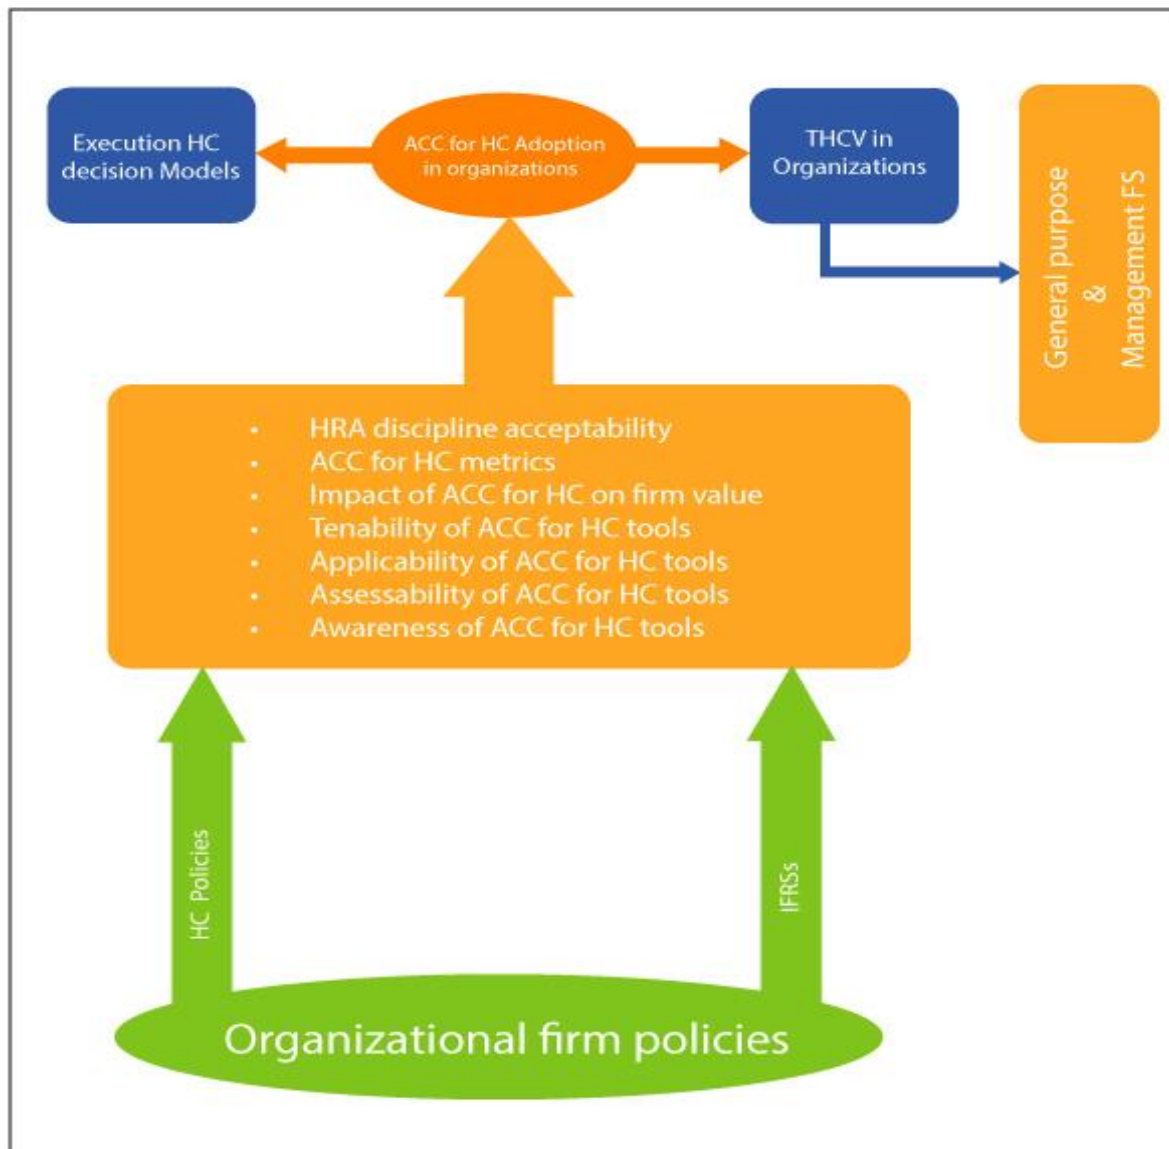 Execution HC
decision Models
ACC for HC Adoption
in organizations
THCV in
Organizations
General purpose
&
Management FS
• HRA discipline acceptability
• ACC for HC metrics
• Impact of ACC for HC on firm value
• Tenability of ACC for HC tools
• Applicability of ACC for HC tools
• Assessability of ACC for HC tools
• Awareness of ACC for HC tools
HC Policies
IFRSs
Organizational firm policies